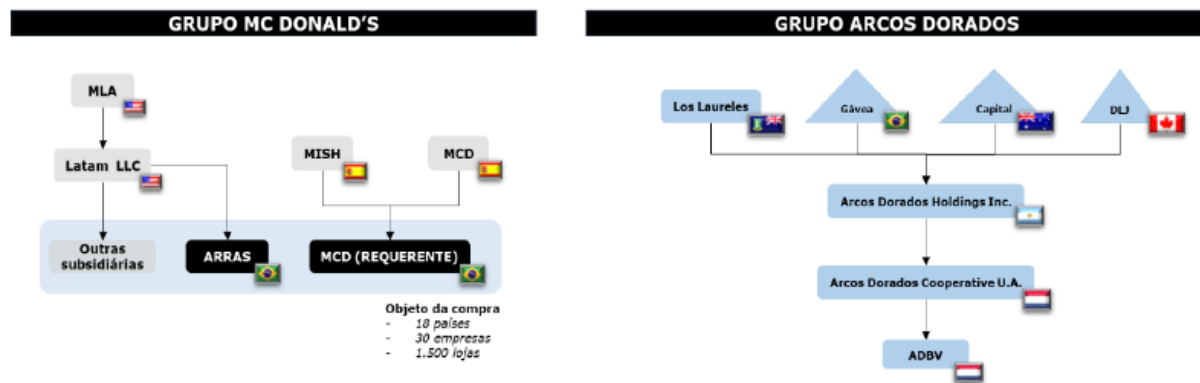 GRUPO MC DONALD'S
MLA
Latam LLC
MISH
MCD
Outras
subsidiárias
ARRAS
MCD (REQUERENTE)
Objeto da compra
- 18 países
- 30 empresas
- 1.500 lojas
GRUPO ARCOS DORADOS
Los Laureles
Gávea
Capital
DLJ
Arcos Dorados Holdings Inc.
Arcos Dorados Cooperative U.A.
ADBV